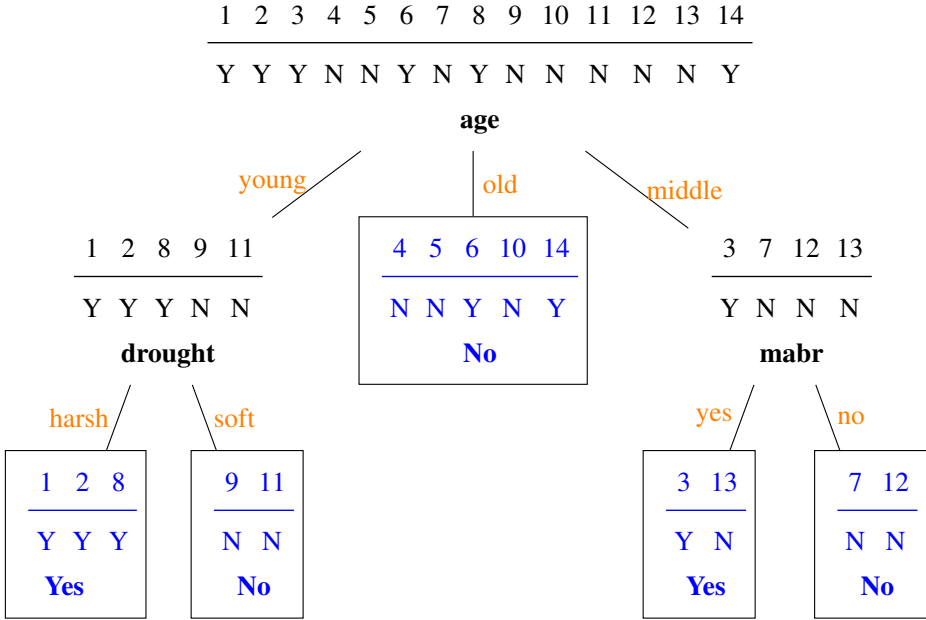 1 2 3 4 5 6 7 8 9 10 11 12 13 14
Y Y Y N N Y N Y N N N N N Y
age
young old middle
1 2 8 9 11
Y Y Y N N
drought
4 5 6 10 14
N N Y N Y
No
3 7 12 13
Y N N N
mabr
harsh soft
yes no
1 2 8
Y Y Y
Yes
9 11
N N
No
3 13
Y N
Yes
7 12
N N
No